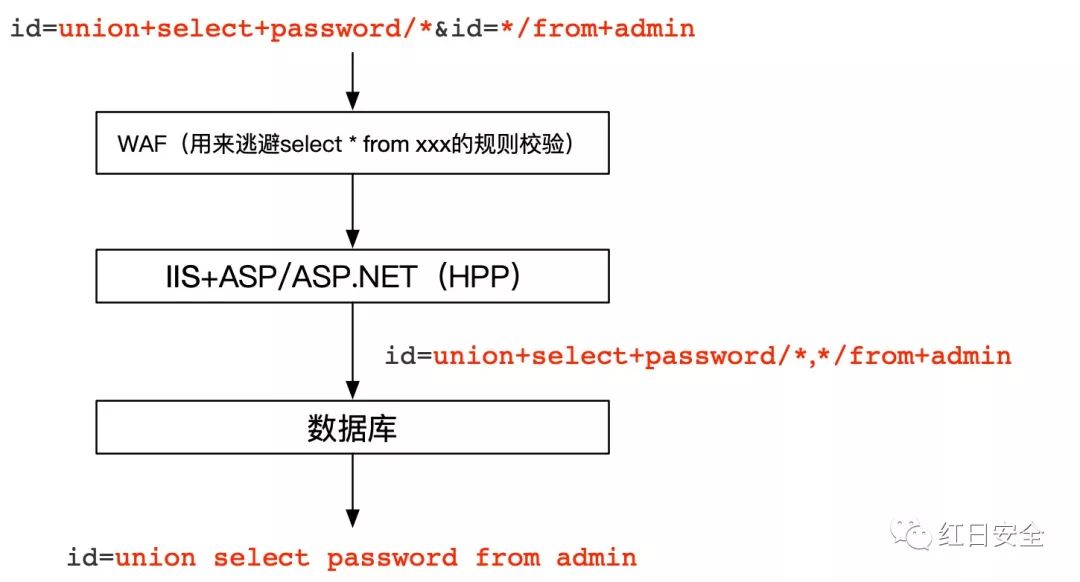 id=union+select+password/*&id=*/from+admin
WAF（用来逃避select * from xxx的规则校验）
IIS+ASP/ASP.NET（HPP）
id=union+select+password/*,*/from+admin
数据库
id=union select password from admin
红日安全